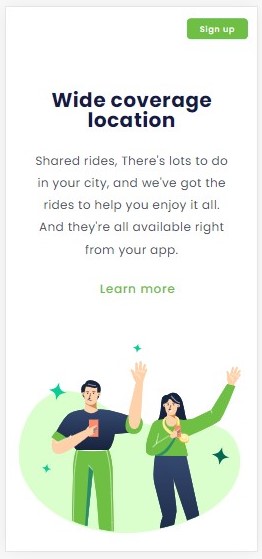 Sign up
Wide coverage
location
Shared rides, There's lots to do
in your city, and we've got the
rides to help you enjoy it all.
And they're all available right
from your app.
Learn more